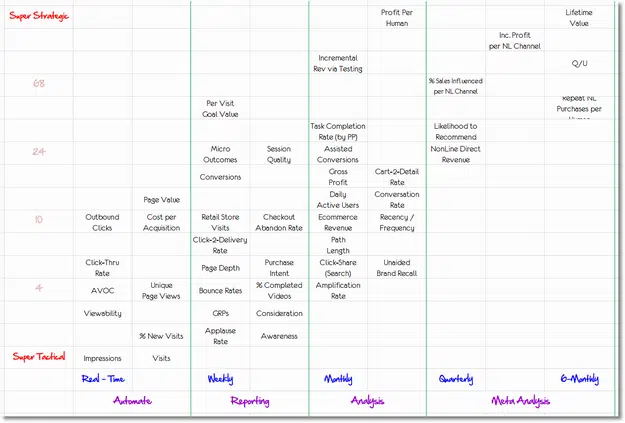 Super Strategic
Profit Per
Human
Lifetime
Value
Inc. Profit
per NL Channel
Incremental
Rev via Testing
Q/U
68
% Sales Influenced
per NL Channel
Per Visit
Goal Value
Repeat NL
Purchases per
Human
Task Completion
Rate (by PP)
Likelihood to
Recommend
24
Micro
Outcomes
Session
Quality
Assisted
Conversions
NonLine Direct
Revenue
Conversions
Gross
Profit
Cart-2-Detail
Rate
Page Value
Daily
Active Users
Conversation
Rate
10
Outbound
Clicks
Cost per
Acquisition
Retail Store
Visits
Checkout
Abandon Rate
Ecommerce
Revenue
Recency /
Frequency
Click-2-Delivery
Rate
Path
Length
Click-Thru
Rate
Page Depth
Purchase
Intent
Click-Share
(Search)
Unaided
Brand Recall
4
AVOC
Unique
Page Views
Bounce Rates
% Completed
Videos
Amplification
Rate
Viewability
GRPs
Consideration
% New Visits
Applause
Rate
Awareness
Super Tactical
Impressions
Visits
Real - Time
Weekly
Monthly
Quarterly
6-Monthly
Automate
Reporting
Analysis
Meta Analysis